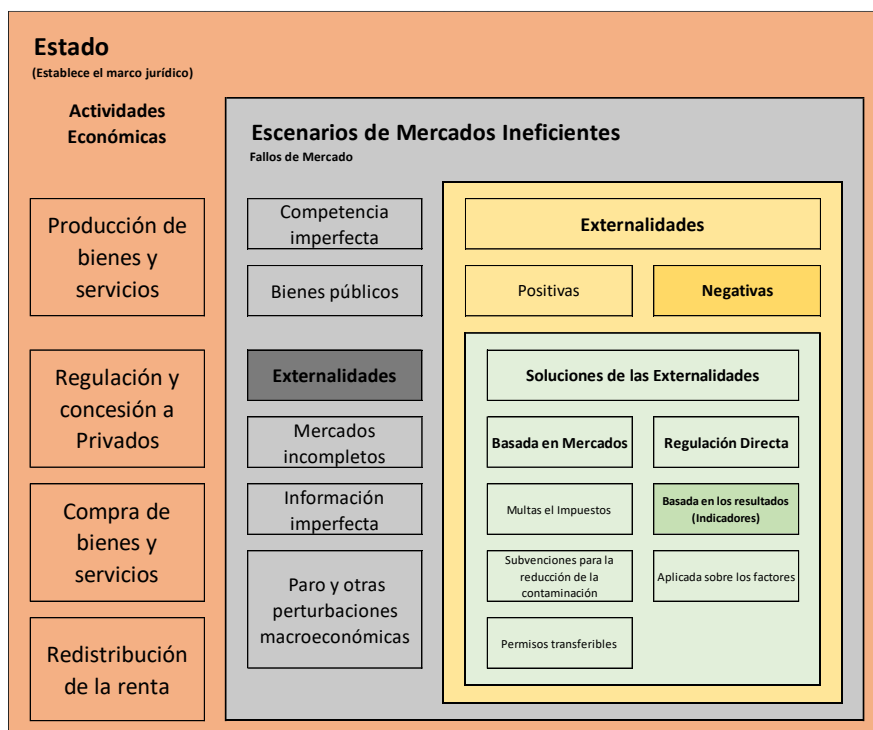 Estado
(Establece el marco jurídico)
Actividades
Económicas
Producción de
bienes y
servicios
Regulación y
concesión a
Privados
Compra de
bienes y
servicios
Redistribución
de la renta
Escenarios de Mercados Ineficientes
Fallos de Mercado
Competencia
imperfecta
Bienes públicos
Externalidades
Mercados
incompletos
Información
imperfecta
Paro y otras
perturbaciones
macroeconómicas
Externalidades
Positivas
Negativas
Soluciones de las Externalidades
Basada en Mercados
Regulación Directa
Multas el Impuestos
Basada en los resultados
(Indicadores)
Subvenciones para la
reducción de la
contaminación
Aplicada sobre los factores
Permisos transferibles